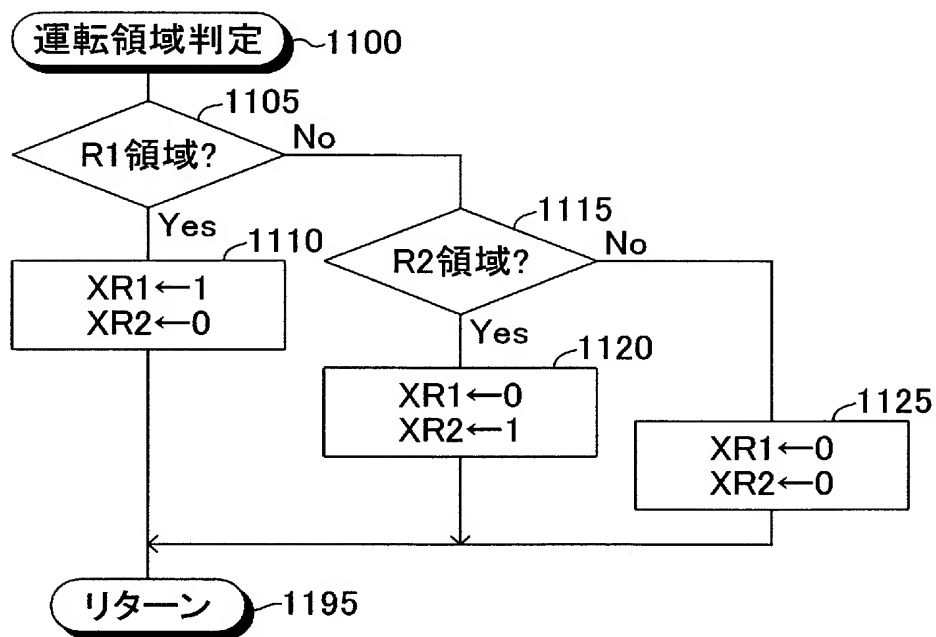 運転領域判定
1100
1105
R1領域?
No
Yes
1110
XR1←1
XR2←0
1115
R2領域?
No
Yes
1120
XR1←0
XR2←1
1125
XR1←0
XR2←0
リターン
1195